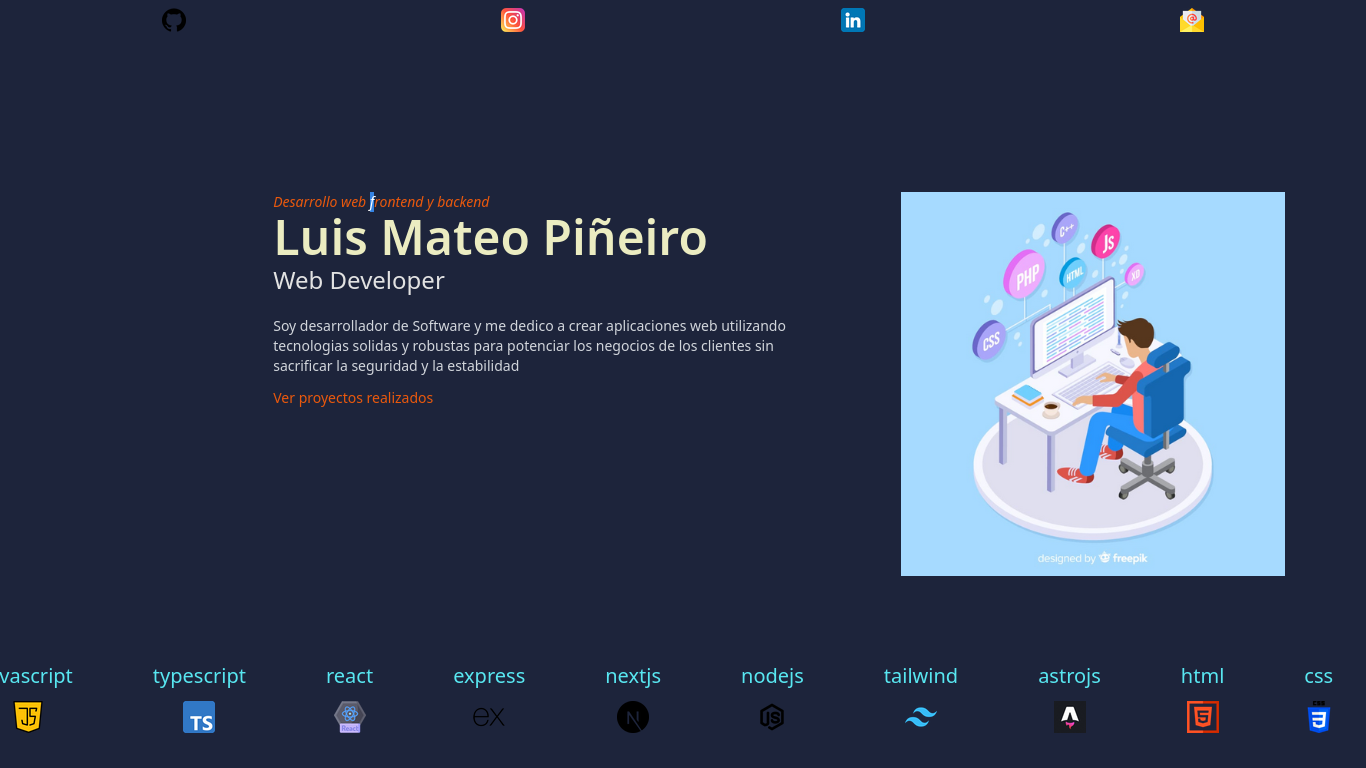 Desarrollo web frontend y backend
Luis Mateo Piñeiro
Web Developer
Soy desarrollador de Software y me dedico a crear aplicaciones web utilizando
tecnologias solidas y robustas para potenciar los negocios de los clientes sin
sacrificar la seguridad y la estabilidad
Ver proyectos realizados
C++
JS
PHP
HTML
XD
CSS
designed by freepik
vascript typescript react express nextjs nodejs tailwind astrojs html css
JS TS React ex N JS A 5 3